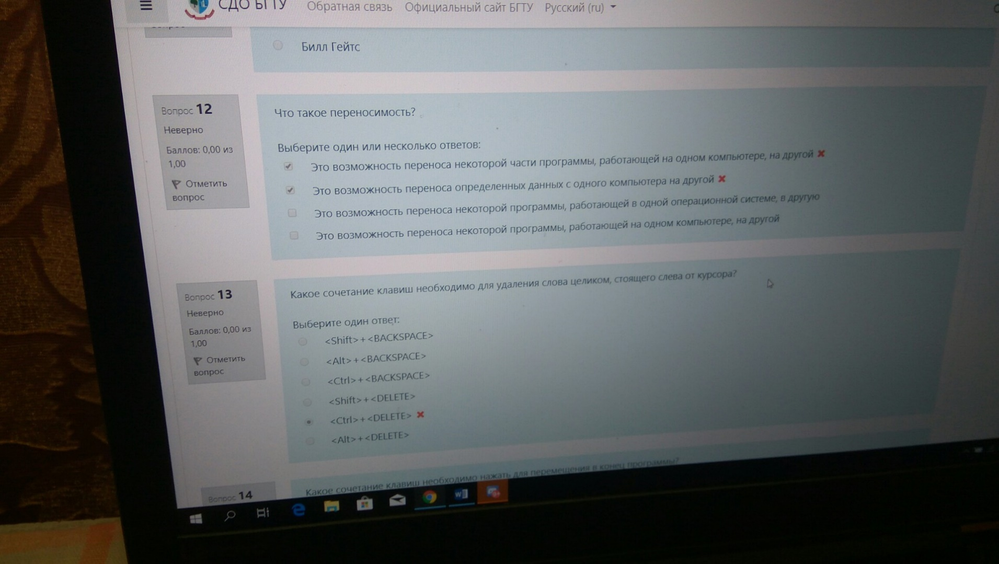 СДО БГТУ Обратная связь Официальный сайт БГТУ Русский (ru)
Билл Гейтс
Вопрос 12
Неверно
Баллов: 0,00 из
1,00
Отметить
вопрос
Что такое переносимость?
Выберите один или несколько ответов:
Это возможность переноса некоторой части программы, работающей на одном компьютере, на другой
Это возможность переноса определенных данных с одного компьютера на другой
Это возможность переноса некоторой программы, работающей в одной операционной системе, в другую
Это возможность переноса некоторой программы, работающей на одном компьютере, на другой
Вопрос 13
Неверно
Баллов: 0,00 из
1,00
Отметить
вопрос
Какое сочетание клавиш необходимо для удаления слова целиком, стоящего слева от курсора?
Выберите один ответ:
<Shift> + <BACKSPACE>
<Alt> + <BACKSPACE>
<Ctrl> + <BACKSPACE>
<Shift> + <DELETE>
<Ctrl> + <DELETE>
<Alt> + <DELETE>
Вопрос 14
Какое сочетание клавиш необходимо нажать для перемещения в конец программы?